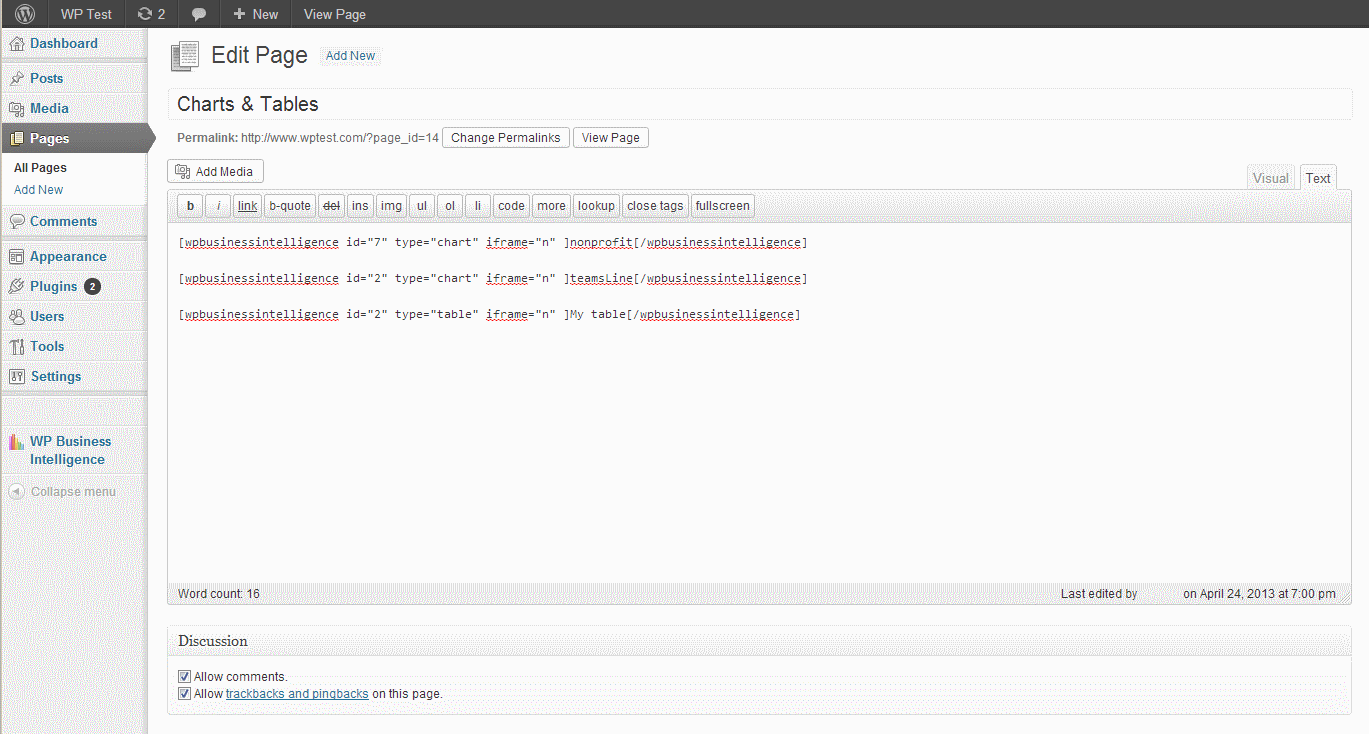 WP Test 2 New View Page
Dashboard
Posts
Media
Pages
All Pages
Add New
Comments
Appearance
Plugins 2
Users
Tools
Settings
WP Business
Intelligence
Collapse menu
Edit Page Add New
Charts & Tables
Permalink: http://www.wptest.com/?page_id=14 Change Permalinks View Page
Add Media
Visual Text
b i link b-quote del ins img ul ol li code more lookup close tags fullscreen
[wpbusinessintelligence id="7" type="chart" iframe="n" ]nonprofit[/wpbusinessintelligence]
[wpbusinessintelligence id="2" type="chart" iframe="n" ]teamsLine[/wpbusinessintelligence]
[wpbusinessintelligence id="2" type="table" iframe="n" ]My table[/wpbusinessintelligence]
Word count: 16 Last edited by on April 24, 2013 at 7:00 pm
Discussion
Allow comments.
Allow trackbacks and pingbacks on this page.